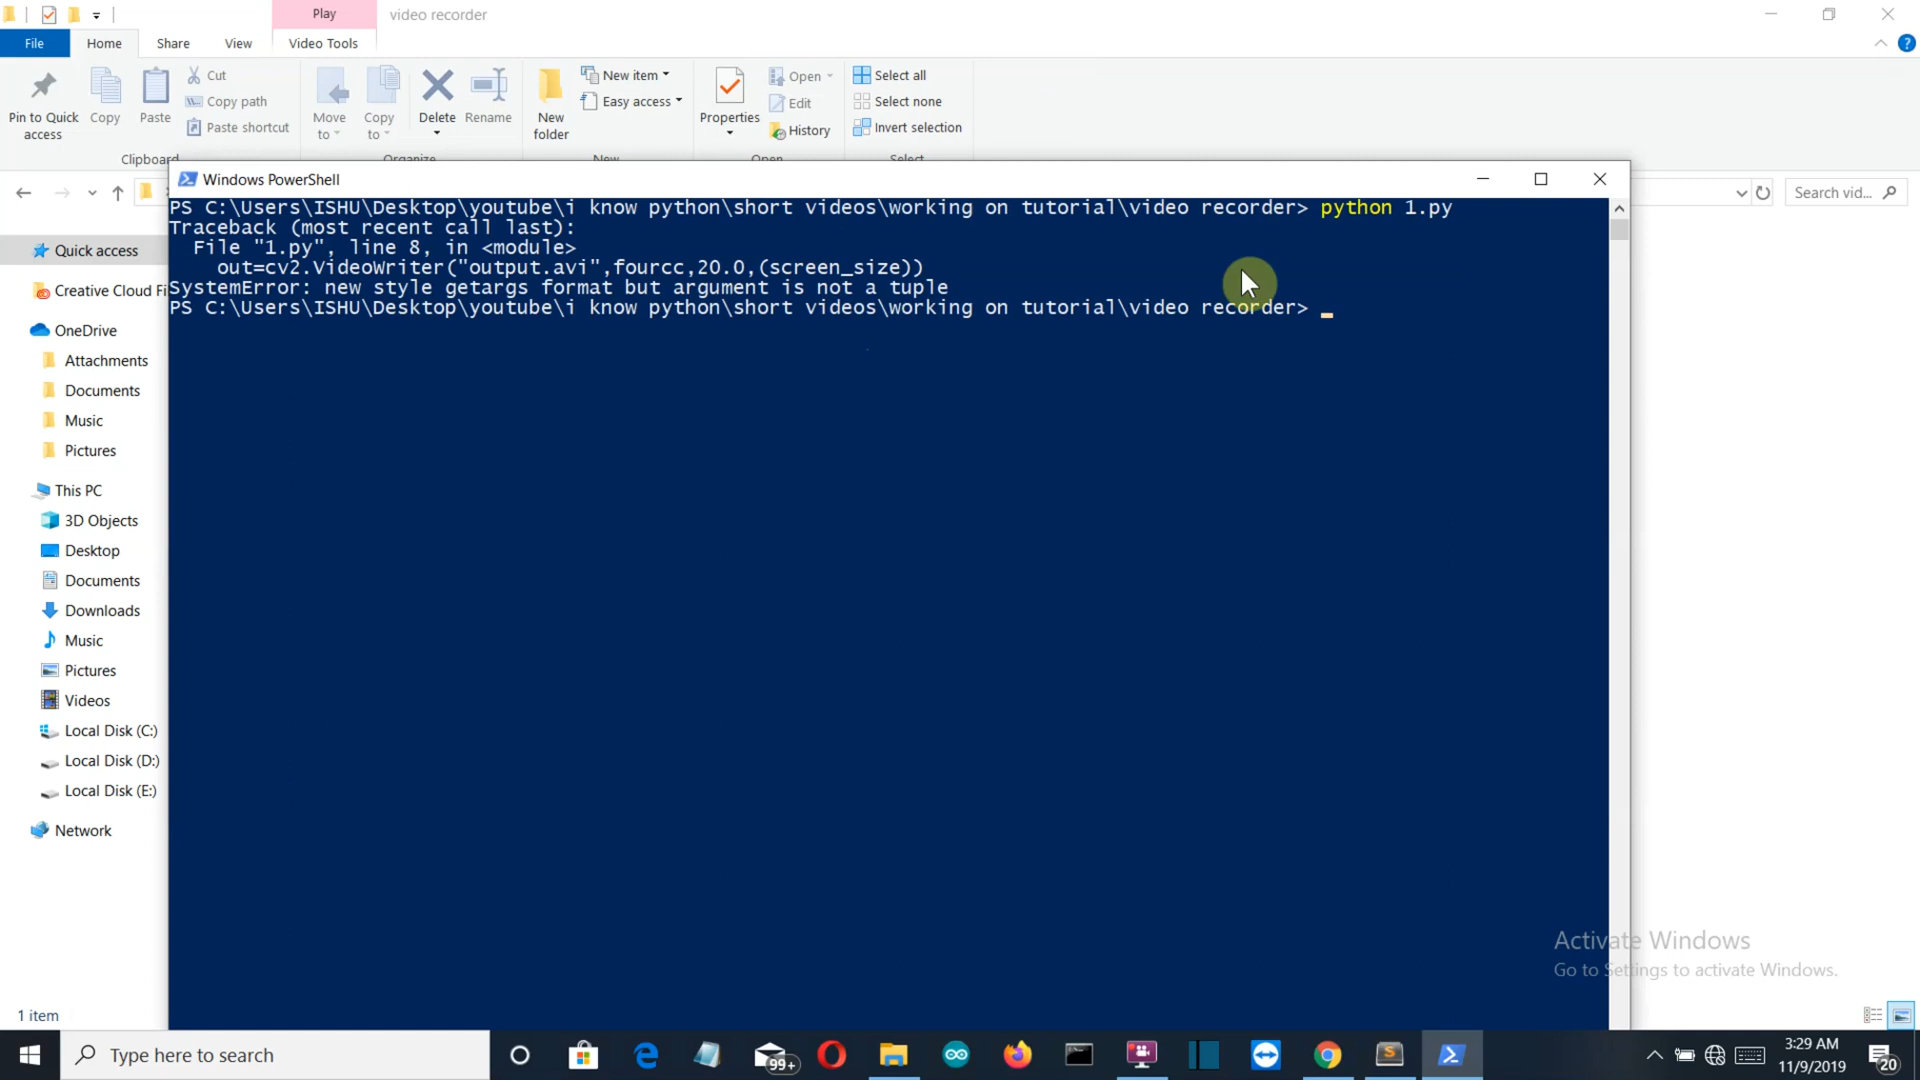 Play
video recorder
File
Home
Share
View
Video Tools
Pin to Quick access
Copy
Paste
Cut
Copy path
Paste shortcut
Move to
Copy to
Delete
Rename
New folder
New item
Easy access
Properties
Open
Edit
History
Select all
Select none
Invert selection
Clipboard
Organize
New
Open
Select
Search vid...
Windows PowerShell
PS C:\Users\ISHU\Desktop\youtube\i know python\short videos\working on tutorial\video recorder> python 1.py
Traceback (most recent call last):
File "1.py", line 8, in <module>
out=cv2.VideoWriter("output.avi",fourcc,20.0,(screen_size))
SystemError: new style getargs format but argument is not a tuple
PS C:\Users\ISHU\Desktop\youtube\i know python\short videos\working on tutorial\video recorder>
Quick access
Creative Cloud Fi
OneDrive
Attachments
Documents
Music
Pictures
This PC
3D Objects
Desktop
Documents
Downloads
Music
Pictures
Videos
Local Disk (C:)
Local Disk (D:)
Local Disk (E:)
Network
Activate Windows
Go to Settings to activate Windows.
1 item
Type here to search
99+
3:29 AM
11/9/2019
20